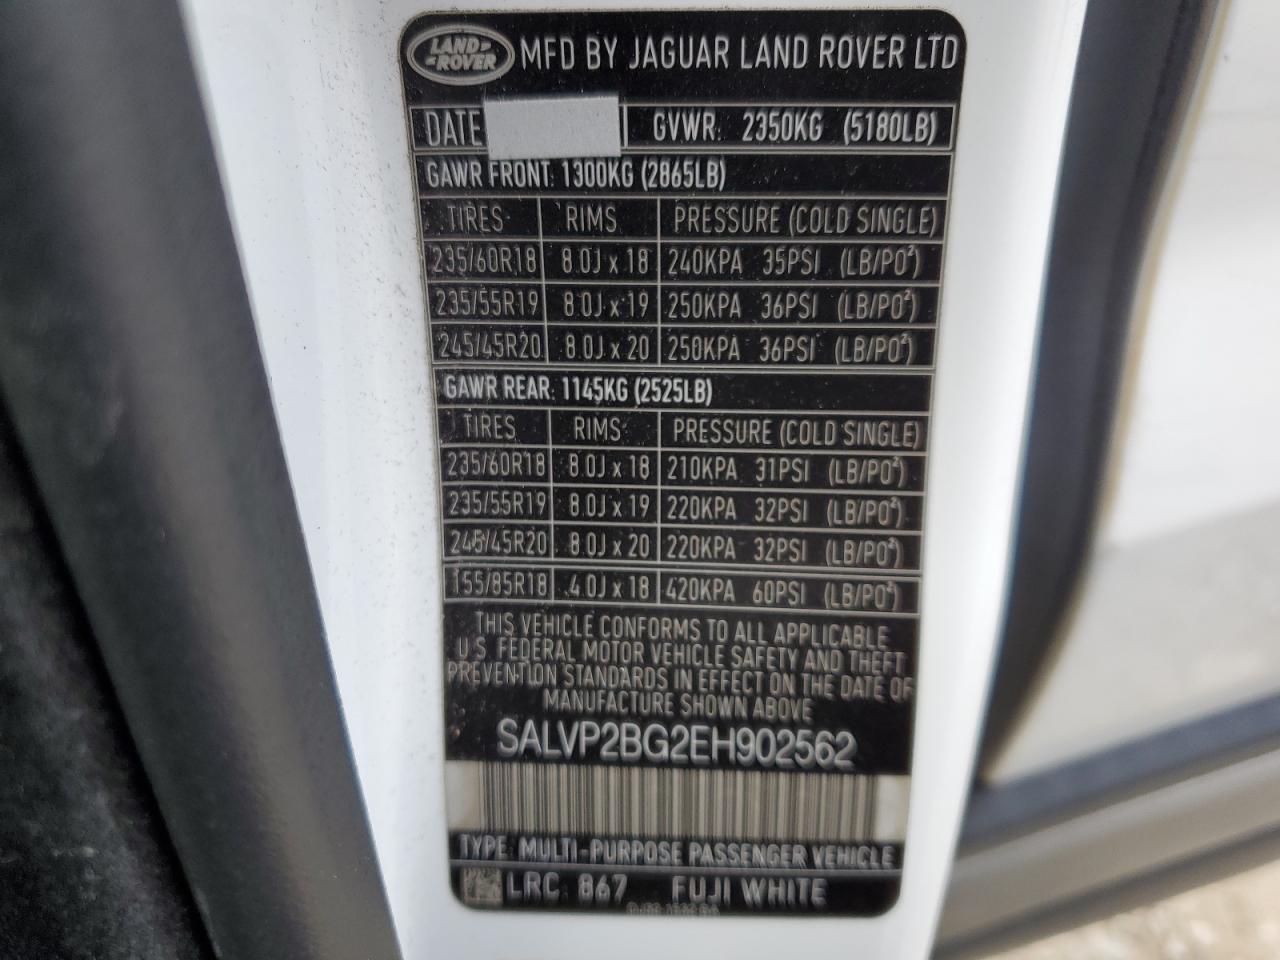 LAND ROVER MFD BY JAGUAR LAND ROVER LTD
DATE GVWR: 2350KG (5180LB)
GAWR FRONT: 1300KG (2865LB)
TIRES RIMS PRESSURE (COLD SINGLE)
235/60R18 8.0J x 18 240KPA 35PSI (LB/PO²)
235/55R19 8.0J x 19 250KPA 36PSI (LB/PO²)
245/45R20 8.0J x 20 250KPA 36PSI (LB/PO²)
GAWR REAR: 1145KG (2525LB)
TIRES RIMS PRESSURE (COLD SINGLE)
235/60R18 8.0J x 18 210KPA 31PSI (LB/PO²)
235/55R19 8.0J x 19 220KPA 32PSI (LB/PO²)
245/45R20 8.0J x 20 220KPA 32PSI (LB/PO²)
155/85R18 4.0J x 18 420KPA 60PSI (LB/PO²)
THIS VEHICLE CONFORMS TO ALL APPLICABLE
U.S. FEDERAL MOTOR VEHICLE SAFETY AND THEFT
PREVENTION STANDARDS IN EFFECT ON THE DATE OF
MANUFACTURE SHOWN ABOVE
SALVP2BG2EH902562
TYPE: MULTI-PURPOSE PASSENGER VEHICLE
LRC: 867 FUJI WHITE